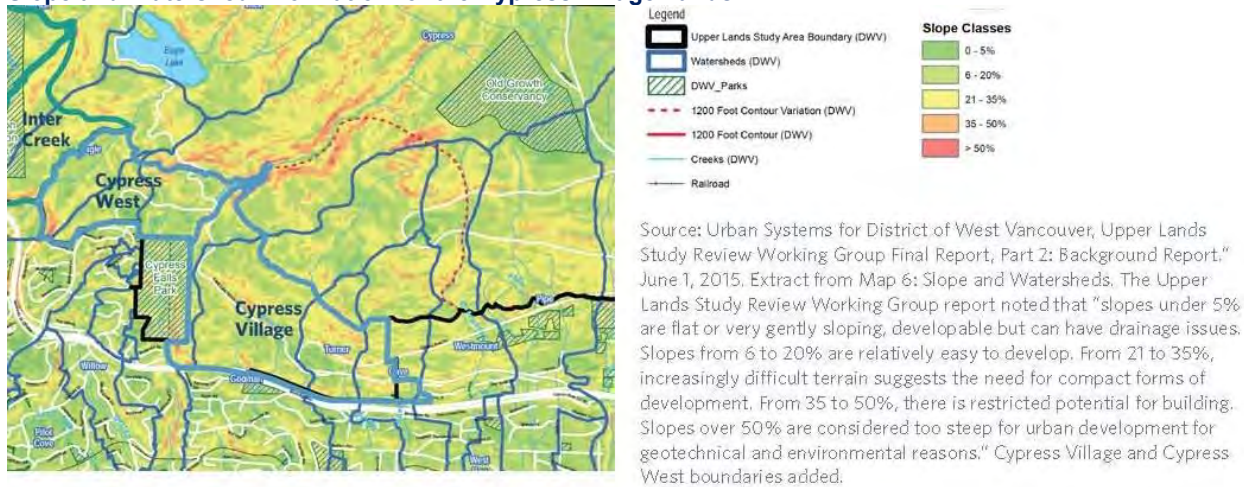 Legend
Upper Lands Study Area Boundary (DWV)
Watersheds (DWV)
DWV_Parks
1200 Foot Contour Variation (DWV)
1200 Foot Contour (DWV)
Creeks (DWV)
Railroad
Slope Classes
0 - 5%
6 - 20%
21 - 35%
35 - 50%
> 50%
Eagle
Lake
Cypress
Old Growth
Conservancy
Inter
Creek
Cypress
West
Cypress
Falls
Park
Cypress
Village
Pipe
Turner
Westmount
Cave
Willow
Godman
Pilot
Cove
West
Source: Urban Systems for District of West Vancouver, Upper Lands
Study Review Working Group Final Report, Part 2: Background Report."
June 1, 2015. Extract from Map 6: Slope and Watersheds. The Upper
Lands Study Review Working Group report noted that "slopes under 5%
are flat or very gently sloping, developable but can have drainage issues.
Slopes from 6 to 20% are relatively easy to develop. From 21 to 35%,
increasingly difficult terrain suggests the need for compact forms of
development. From 35 to 50%, there is restricted potential for building.
Slopes over 50% are considered too steep for urban development for
geotechnical and environmental reasons." Cypress Village and Cypress
West boundaries added.